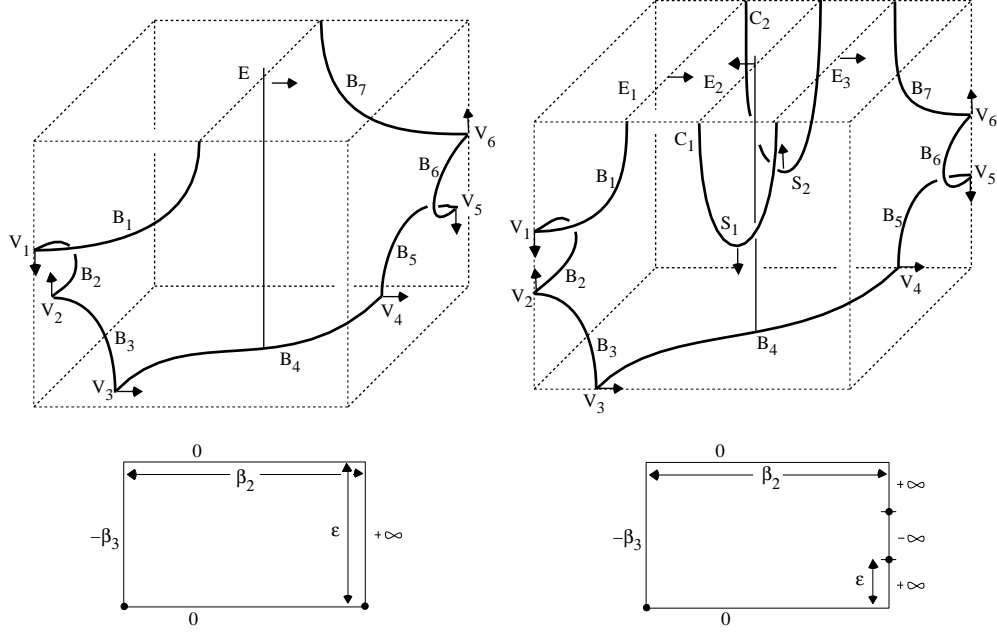 E
B7
V6
B6
V5
B1
V1
B2
V2
B5
V4
B3
B4
V3
C2
E1
E2
E3
C1
B7
V6
B6
V5
B1
S2
V1
S1
B5
B2
V2
V4
B3
B4
V3
0
β2
−β3
ε
+∞
0
0
β2
+∞
−β3
−∞
ε
+∞
0